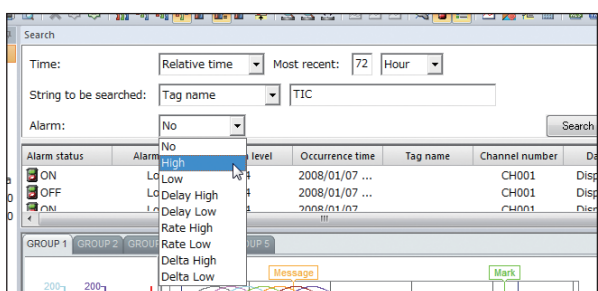 Search
Time: Relative time Most recent: 72 Hour
String to be searched: Tag name TIC
Alarm: No Search
No
High
Low
Delay High
Delay Low
Rate High
Rate Low
Delta High
Delta Low
Alarm status Alarm level Occurrence time Tag name Channel number
ON 2008/01/07 ... CH001
OFF 2008/01/07 ... CH001
ON 2008/01/07 CH001
GROUP 1 GROUP 2
Message Mark
200 200